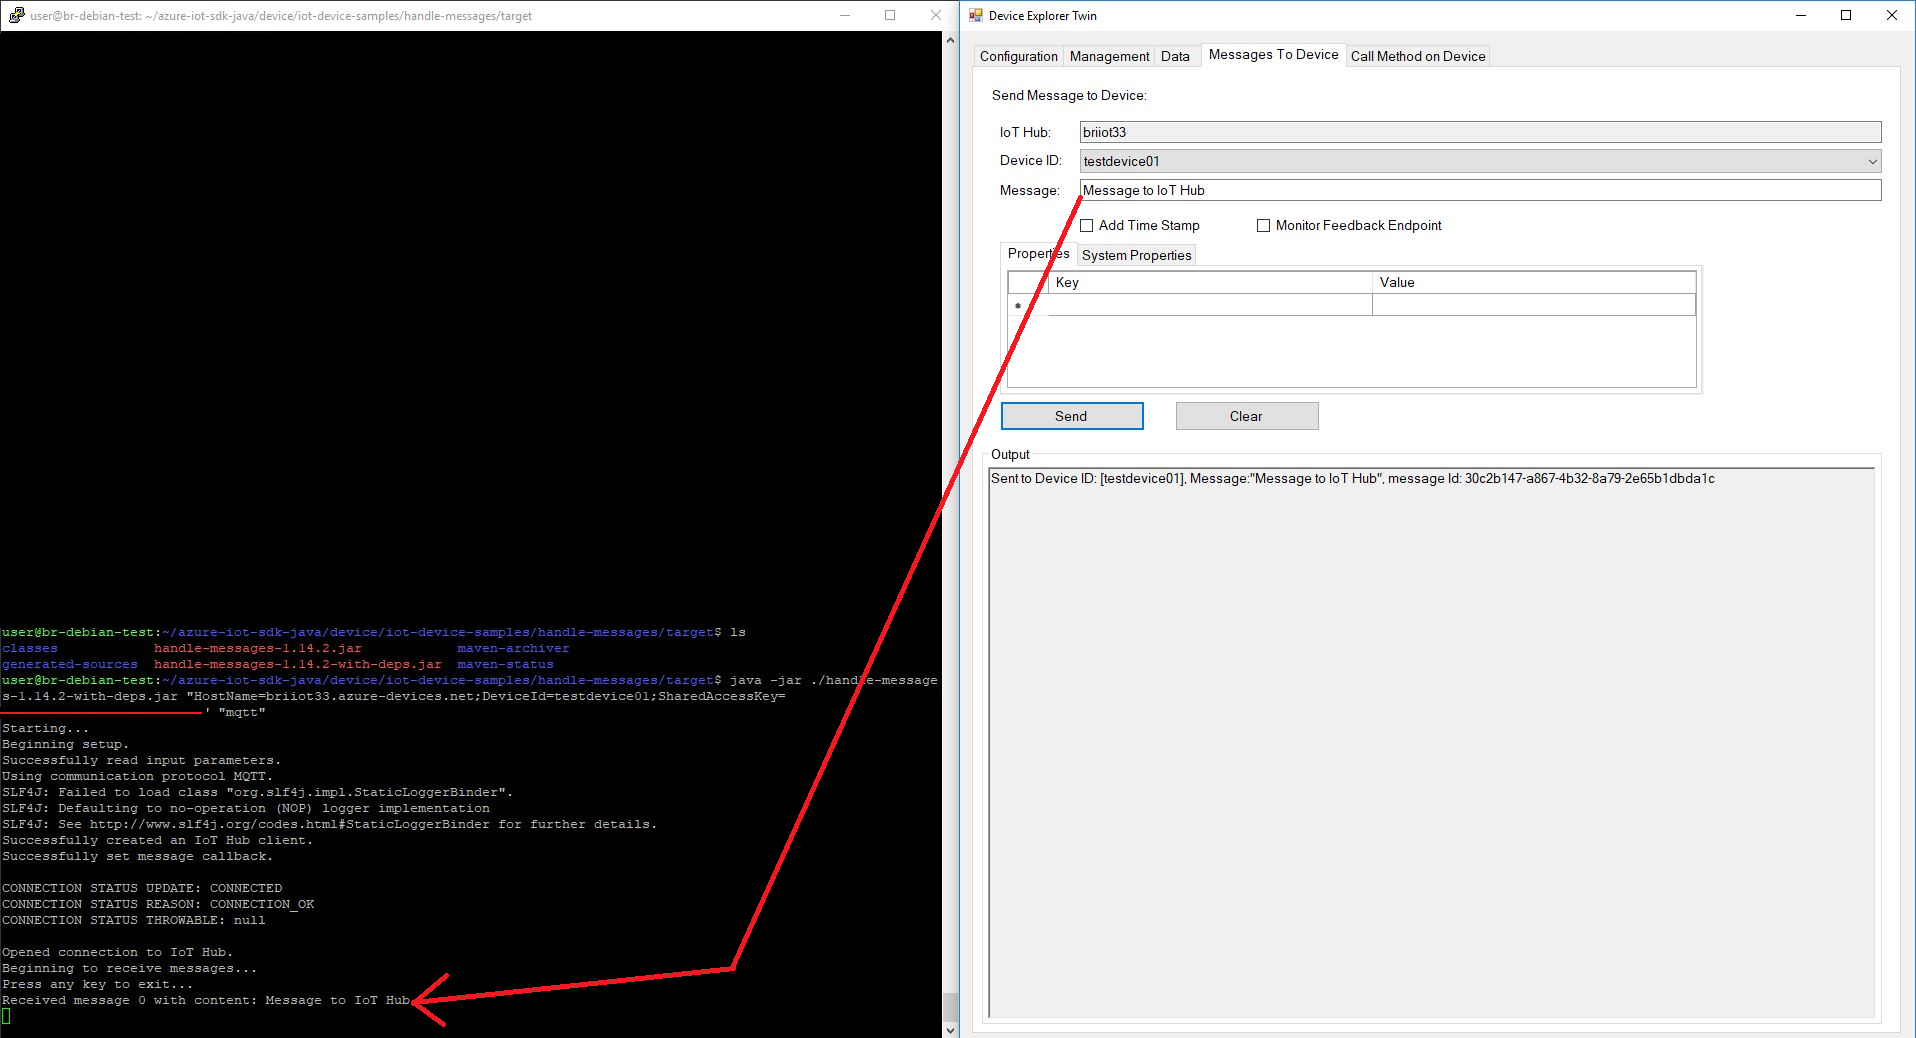 user@br-debian-test: ~/azure-iot-sdk-java/device/iot-device-samples/handle-messages/target
user@br-debian-test:~/azure-iot-sdk-java/device/iot-device-samples/handle-messages/target$ ls
classes handle-messages-1.14.2.jar maven-archiver
generated-sources handle-messages-1.14.2-with-deps.jar maven-status
user@br-debian-test:~/azure-iot-sdk-java/device/iot-device-samples/handle-messages/target$ java -jar ./handle-message
s-1.14.2-with-deps.jar "HostName=briiot33.azure-devices.net;DeviceId=testdevice01;SharedAccessKey=
' "mqtt"
Starting...
Beginning setup.
Successfully read input parameters.
Using communication protocol MQTT.
SLF4J: Failed to load class "org.slf4j.impl.StaticLoggerBinder".
SLF4J: Defaulting to no-operation (NOP) logger implementation
SLF4J: See http://www.slf4j.org/codes.html#StaticLoggerBinder for further details.
Successfully created an IoT Hub client.
Successfully set message callback.
CONNECTION STATUS UPDATE: CONNECTED
CONNECTION STATUS REASON: CONNECTION_OK
CONNECTION STATUS THROWABLE: null
Opened connection to IoT Hub.
Beginning to receive messages...
Press any key to exit...
Received message 0 with content: Message to IoT Hub
Device Explorer Twin
Configuration Management Data Messages To Device Call Method on Device
Send Message to Device:
IoT Hub: briiot33
Device ID: testdevice01
Message: Message to IoT Hub
Add Time Stamp Monitor Feedback Endpoint
Properties System Properties
Key Value
*
Send Clear
Output
Sent to Device ID: [testdevice01], Message:"Message to IoT Hub", message Id: 30c2b147-a867-4b32-8a79-2e65b1dbda1c